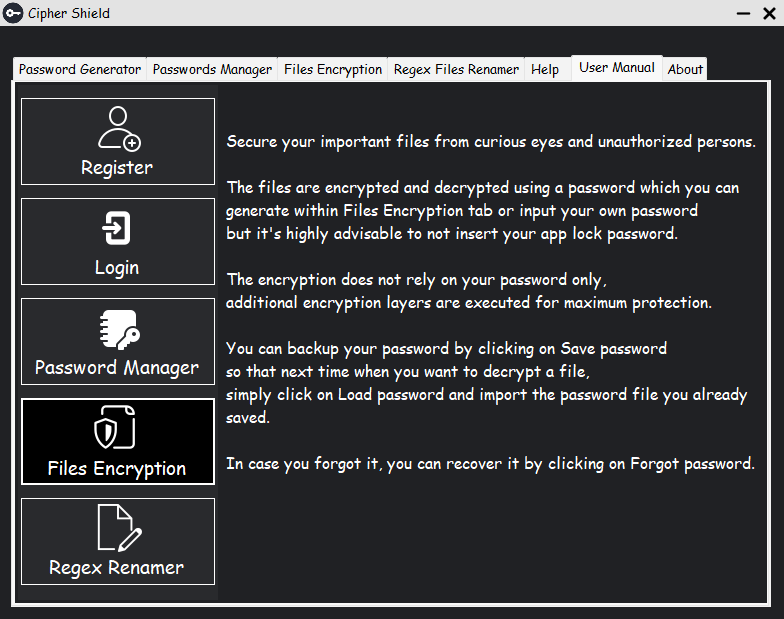 Cipher Shield
Password Generator
Passwords Manager
Files Encryption
Regex Files Renamer
Help
User Manual
About
Register
Login
Password Manager
Files Encryption
Regex Renamer
Secure your important files from curious eyes and unauthorized persons.
The files are encrypted and decrypted using a password which you can
generate within Files Encryption tab or input your own password
but it's highly advisable to not insert your app lock password.
The encryption does not rely on your password only,
additional encryption layers are executed for maximum protection.
You can backup your password by clicking on Save password
so that next time when you want to decrypt a file,
simply click on Load password and import the password file you already
saved.
In case you forgot it, you can recover it by clicking on Forgot password.